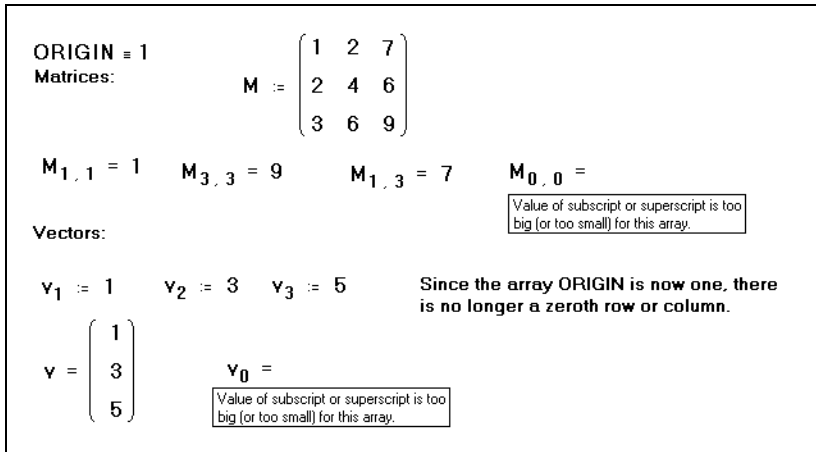 ORIGIN ≡ 1
Matrices:
M := ( 1 2 7
2 4 6
3 6 9 )
M1 , 1 = 1 M3 , 3 = 9 M1 , 3 = 7 M0 , 0 =
Value of subscript or superscript is too
big (or too small) for this array.
Vectors:
v1 := 1 v2 := 3 v3 := 5
Since the array ORIGIN is now one, there
is no longer a zeroth row or column.
v = ( 1
3
5 )
v0 =
Value of subscript or superscript is too
big (or too small) for this array.